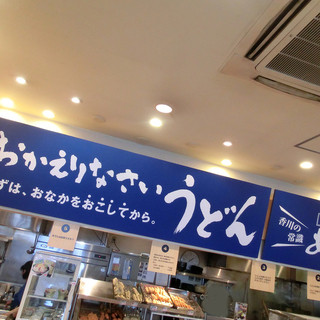 おかえりなさい うどん
ずは、おなかをおこしてから。
香川の
常識